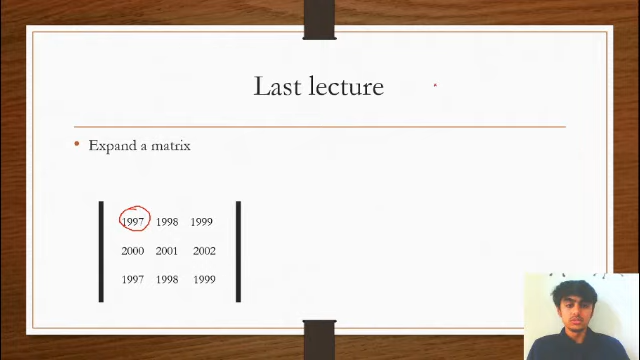 Last lecture
• Expand a matrix
1997 1998 1999
2000 2001 2002
1997 1998 1999